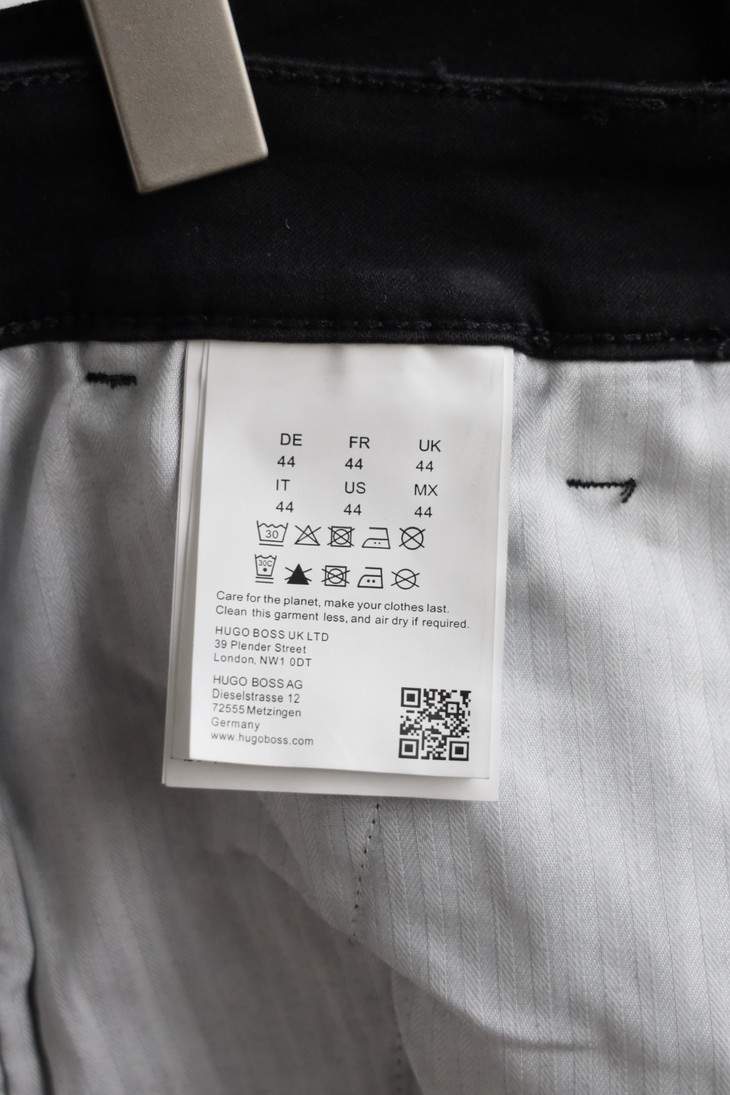 DE FR UK
44 44 44
IT US MX
44 44 44
30
30C
Care for the planet, make your clothes last.
Clean this garment less, and air dry if required.
HUGO BOSS UK LTD
39 Plender Street
London, NW1 0DT
HUGO BOSS AG
Dieselstrasse 12
72555 Metzingen
Germany
www.hugoboss.com